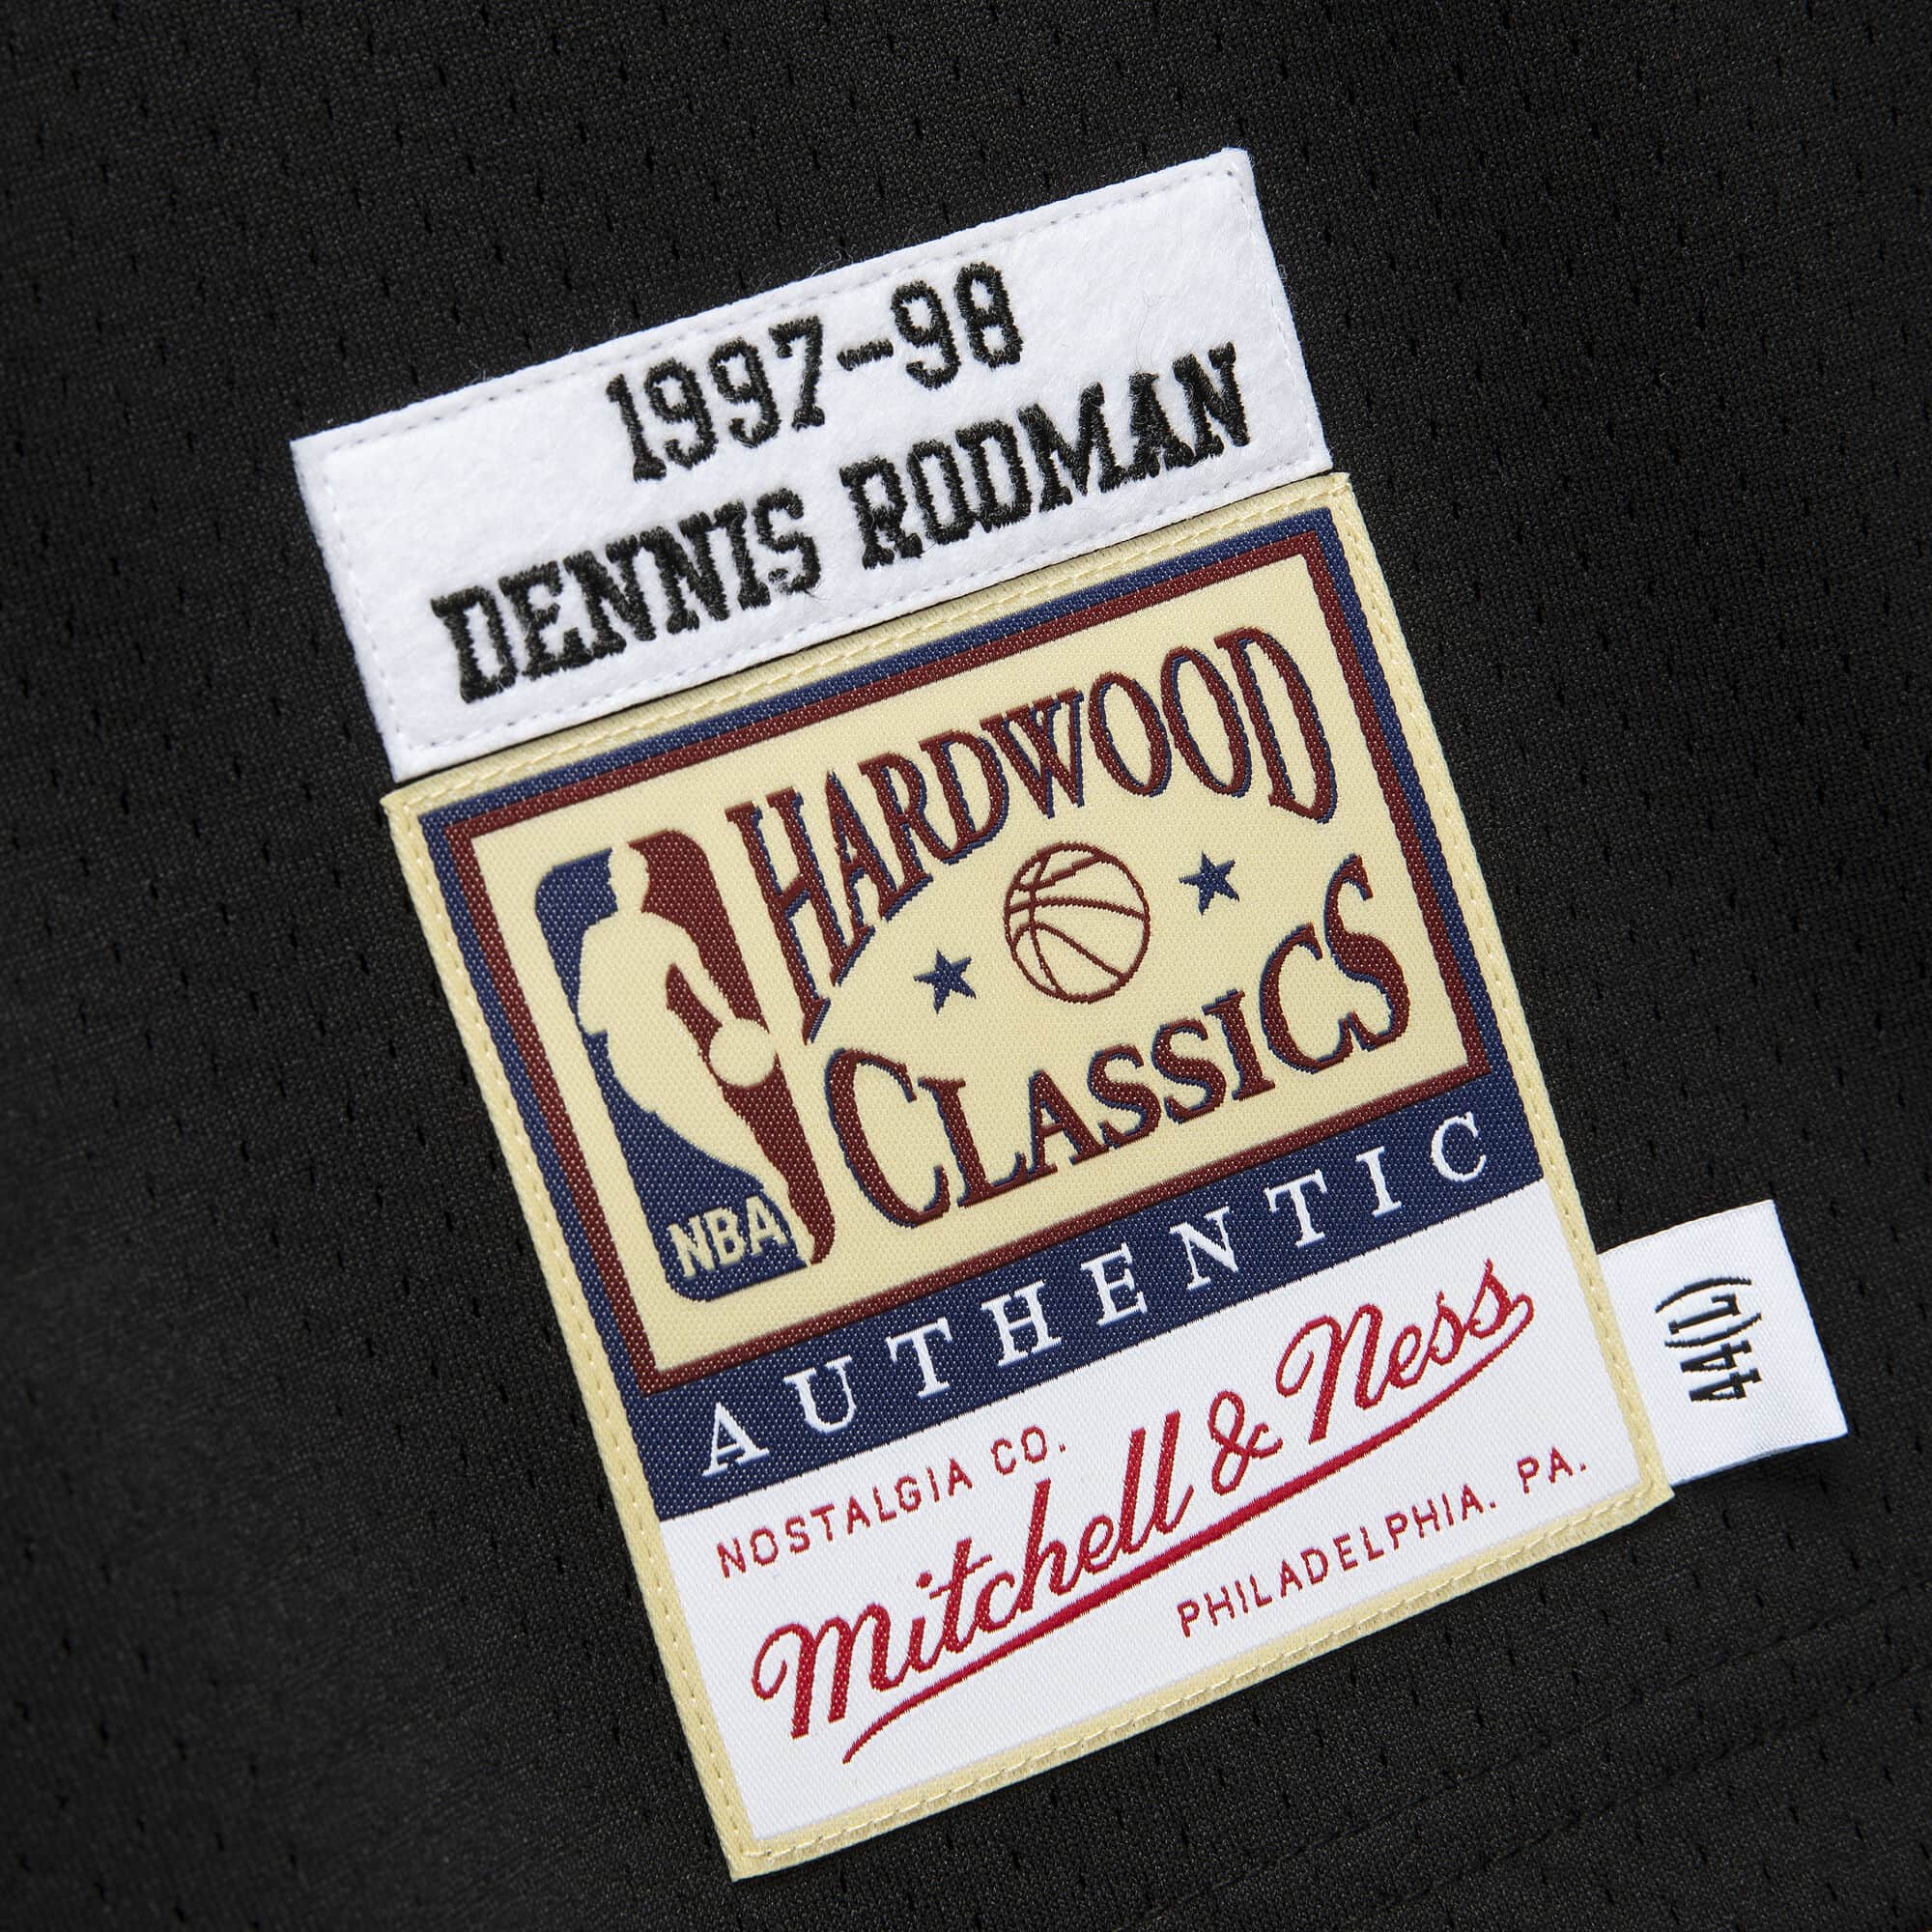 1997-98
DENNIS RODMAN
HARDWOOD
CLASSICS
NBA
AUTHENTIC
NOSTALGIA CO.
Mitchell & Ness
PHILADELPHIA. PA.
44(L)